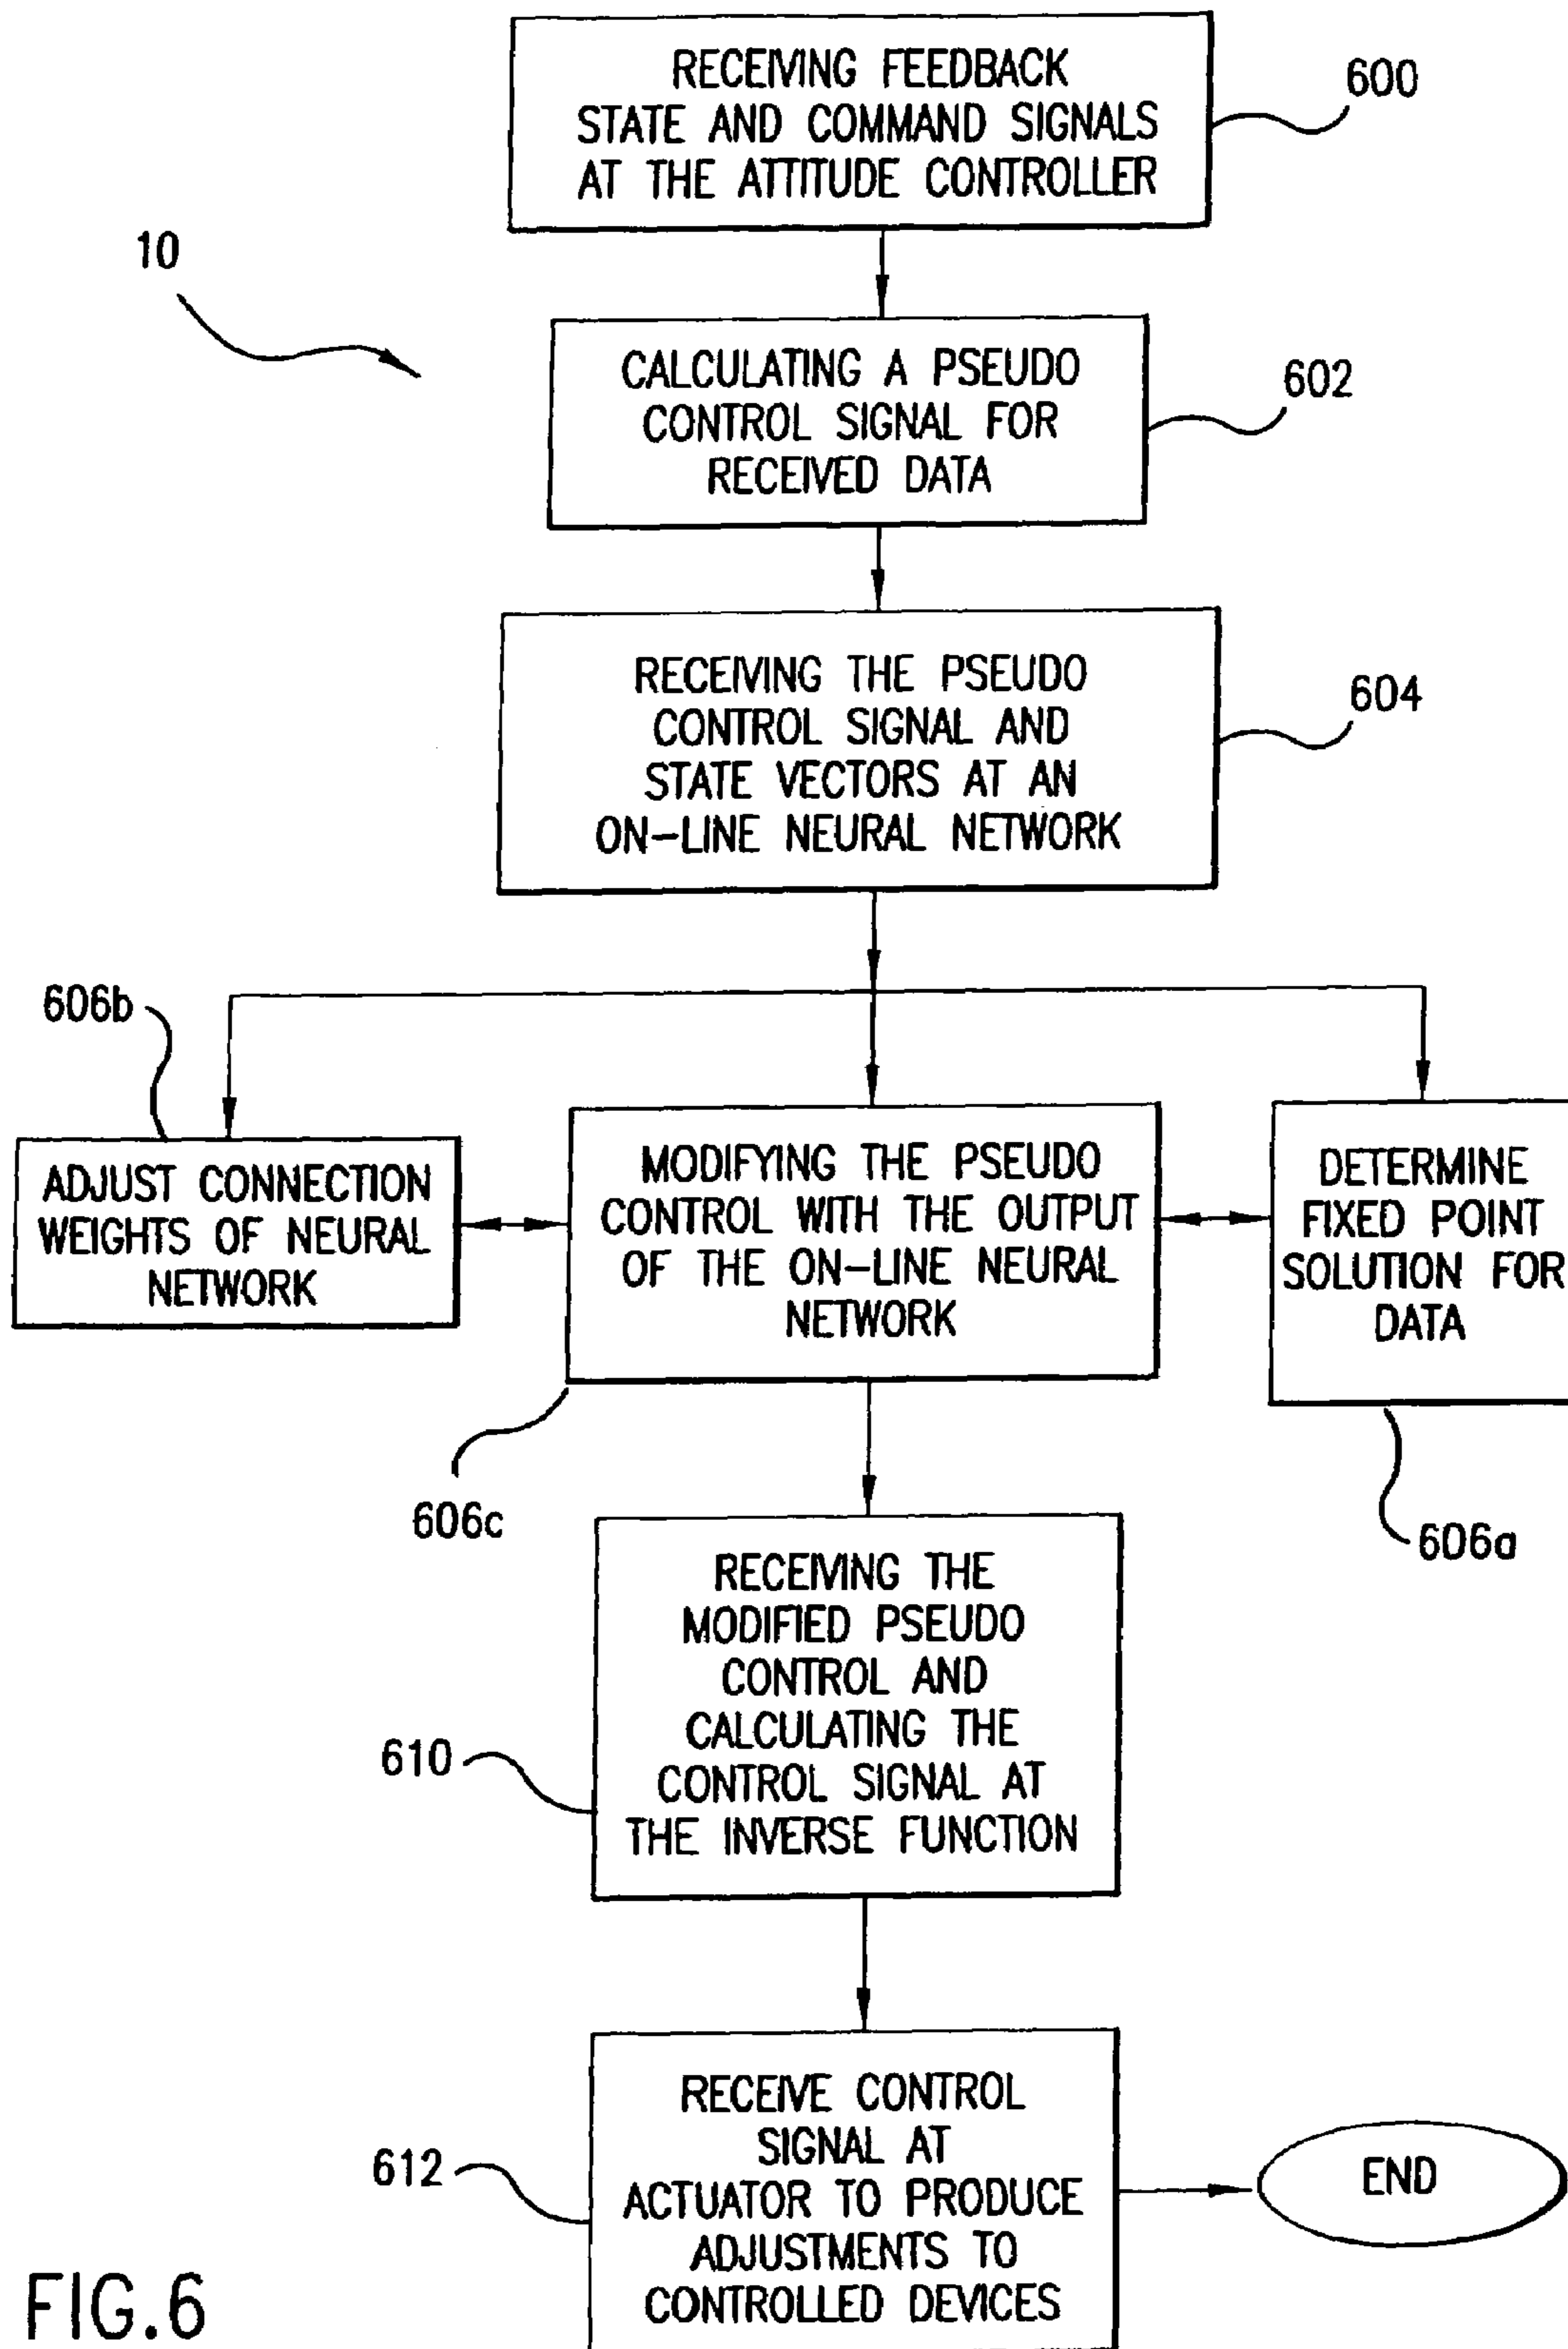 RECEIVING FEEDBACK
STATE AND COMMAND SIGNALS
AT THE ATTITUDE CONTROLLER
600
10
CALCULATING A PSEUDO
CONTROL SIGNAL FOR
RECEIVED DATA
602
RECEIVING THE PSEUDO
CONTROL SIGNAL AND
STATE VECTORS AT AN
ON-LINE NEURAL NETWORK
604
606b
ADJUST CONNECTION
WEIGHTS OF NEURAL
NETWORK
MODIFYING THE PSEUDO
CONTROL WITH THE OUTPUT
OF THE ON-LINE NEURAL
NETWORK
DETERMINE
FIXED POINT
SOLUTION FOR
DATA
606c
606a
RECEIVING THE
MODIFIED PSEUDO
CONTROL AND
CALCULATING THE
CONTROL SIGNAL AT
THE INVERSE FUNCTION
610
RECEIVE CONTROL
SIGNAL AT
ACTUATOR TO PRODUCE
ADJUSTMENTS TO
CONTROLLED DEVICES
612
END
FIG.6